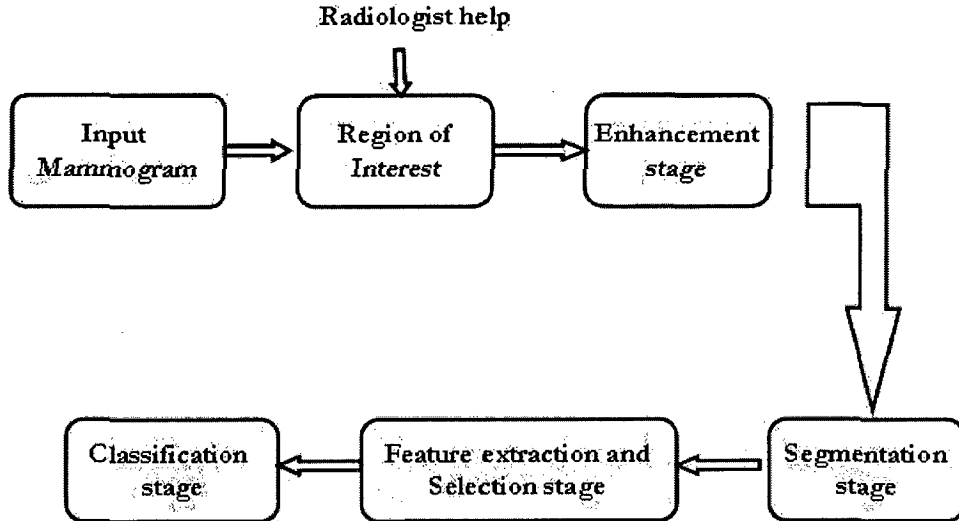 Radiologist help
Input
Mammogram
Region of
Interest
Enhancement
stage
Segmentation
stage
Feature extraction and
Selection stage
Classification
stage